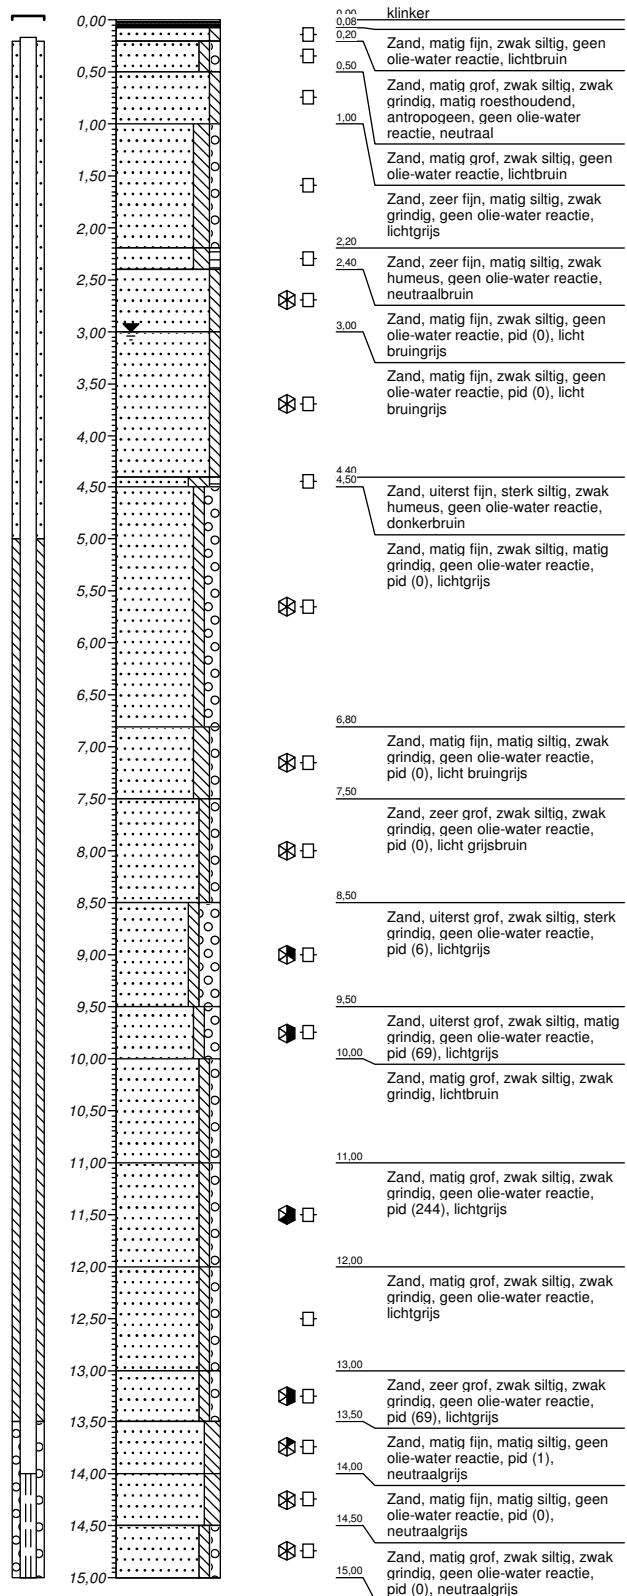 0,00
0,50
1,00
1,50
2,00
2,50
3,00
3,50
4,00
4,50
5,00
5,50
6,00
6,50
7,00
7,50
8,00
8,50
9,00
9,50
10,00
10,50
11,00
11,50
12,00
12,50
13,00
13,50
14,00
14,50
15,00
0,00
klinker
0,08
0,20
Zand, matig fijn, zwak siltig, geen
olie-water reactie, lichtbruin
0,50
Zand, matig grof, zwak siltig, zwak
grindig, matig roesthoudend,
antropogeen, geen olie-water
reactie, neutraal
1,00
Zand, matig grof, zwak siltig, geen
olie-water reactie, lichtbruin
Zand, zeer fijn, matig siltig, zwak
grindig, geen olie-water reactie,
lichtgrijs
2,20
Zand, zeer fijn, matig siltig, zwak
humeus, geen olie-water reactie,
neutraalbruin
2,40
Zand, matig fijn, zwak siltig, geen
olie-water reactie, pid (0), licht
bruingrijs
3,00
Zand, matig fijn, zwak siltig, geen
olie-water reactie, pid (0), licht
bruingrijs
4,40
4,50
Zand, uiterst fijn, sterk siltig, zwak
humeus, geen olie-water reactie,
donkerbruin
Zand, matig fijn, zwak siltig, matig
grindig, geen olie-water reactie,
pid (0), lichtgrijs
6,80
Zand, matig fijn, matig siltig, zwak
grindig, geen olie-water reactie,
pid (0), licht bruingrijs
7,50
Zand, zeer grof, zwak siltig, zwak
grindig, geen olie-water reactie,
pid (0), licht grijsbruin
8,50
Zand, uiterst grof, zwak siltig, sterk
grindig, geen olie-water reactie,
pid (6), lichtgrijs
9,50
Zand, uiterst grof, zwak siltig, matig
grindig, geen olie-water reactie,
pid (69), lichtgrijs
10,00
Zand, matig grof, zwak siltig, zwak
grindig, lichtbruin
11,00
Zand, matig grof, zwak siltig, zwak
grindig, geen olie-water reactie,
pid (244), lichtgrijs
12,00
Zand, matig grof, zwak siltig, zwak
grindig, geen olie-water reactie,
lichtgrijs
13,00
Zand, zeer grof, zwak siltig, zwak
grindig, geen olie-water reactie,
pid (69), lichtgrijs
13,50
Zand, matig fijn, matig siltig, geen
olie-water reactie, pid (1),
neutraalgrijs
14,00
Zand, matig fijn, matig siltig, geen
olie-water reactie, pid (0),
neutraalgrijs
14,50
Zand, matig grof, zwak siltig, zwak
grindig, geen olie-water reactie,
pid (0), neutraalgrijs
15,00